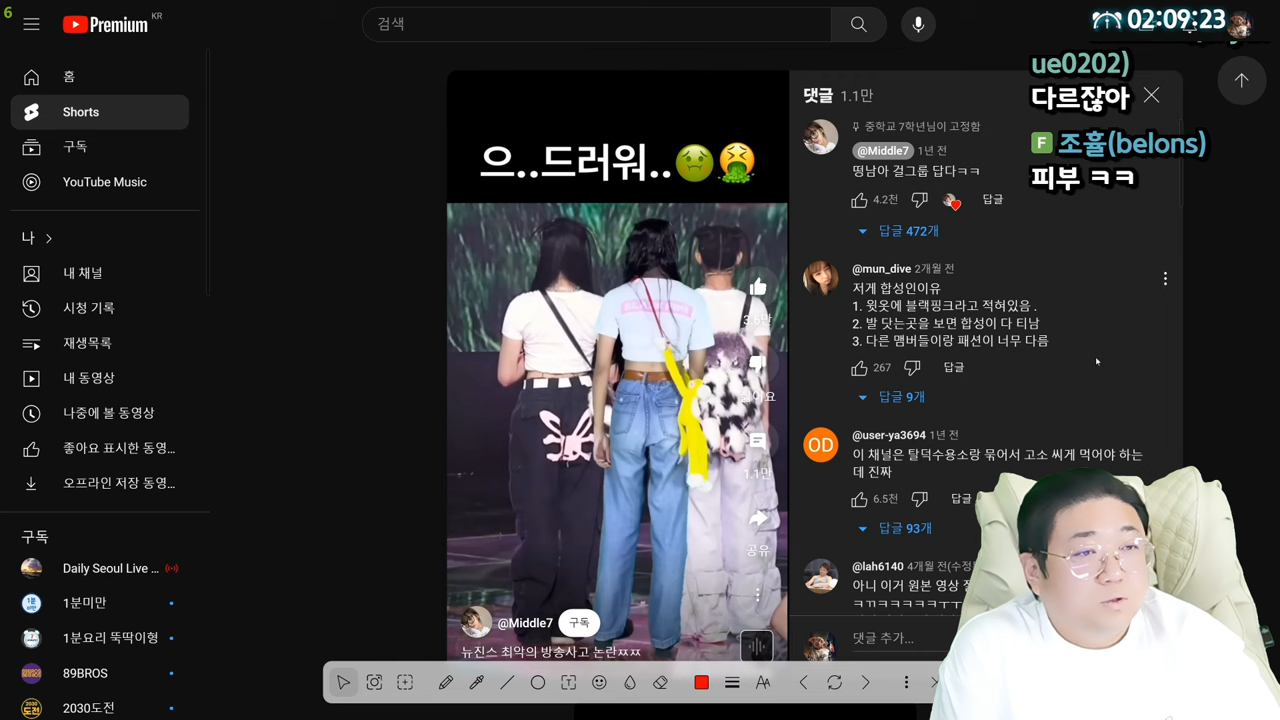 6
Premium KR
검색
02:09:23
ue0202)
다르잖아
F 조휼(belons)
피부 ㅋㅋ
홈
Shorts
구독
YouTube Music
나
내 채널
시청 기록
재생목록
내 동영상
나중에 볼 동영상
좋아요 표시한 동영...
오프라인 저장 동영...
구독
Daily Seoul Live ...
1분미만
1분요리 뚝딱이형
89BROS
2030도전
으..드러워..
3.6만
1.1만
공유
@Middle7 구독
뉴진스 최악의 방송사고 논란ㅉㅉ
댓글 1.1만
중학교 7학년님이 고정함
@Middle7 1년 전
떵남아 걸그룹 답다ㅋㅋ
4.2천 답글
답글 472개
@mun_dive 2개월 전
저게 합성인이유
1. 윗옷에 블랙핑크라고 적혀있음 .
2. 발 닷는곳을 보면 합성이 다 티남
3. 다른 맴버들이랑 패션이 너무 다름
267 답글
답글 9개
OD
@user-ya3694 1년 전
이 채널은 탈덕수용소랑 묶어서 고소 씨게 먹어야 하는
데 진짜
6.5천 답글
답글 93개
@lah6140 4개월 전(수정
아니 이거 원본 영상
댓글 추가...